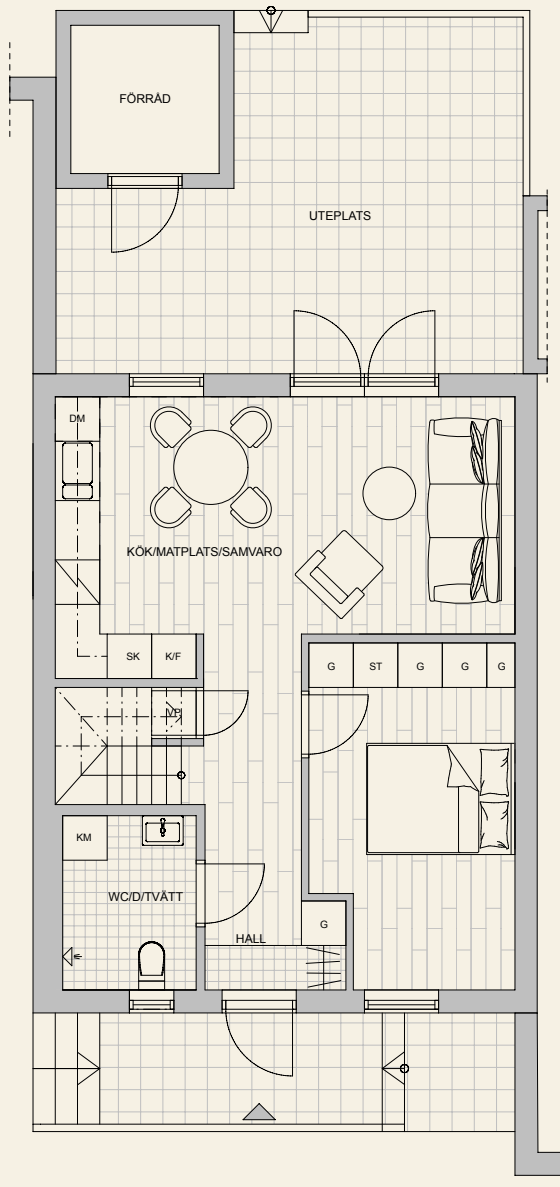 FÖRRÅD
UTEPLATS
DM
KÖK/MATPLATS/SAMVARO
SK
K/F
G
ST
G
G
G
VP
KM
WC/D/TVÄTT
G
HALL